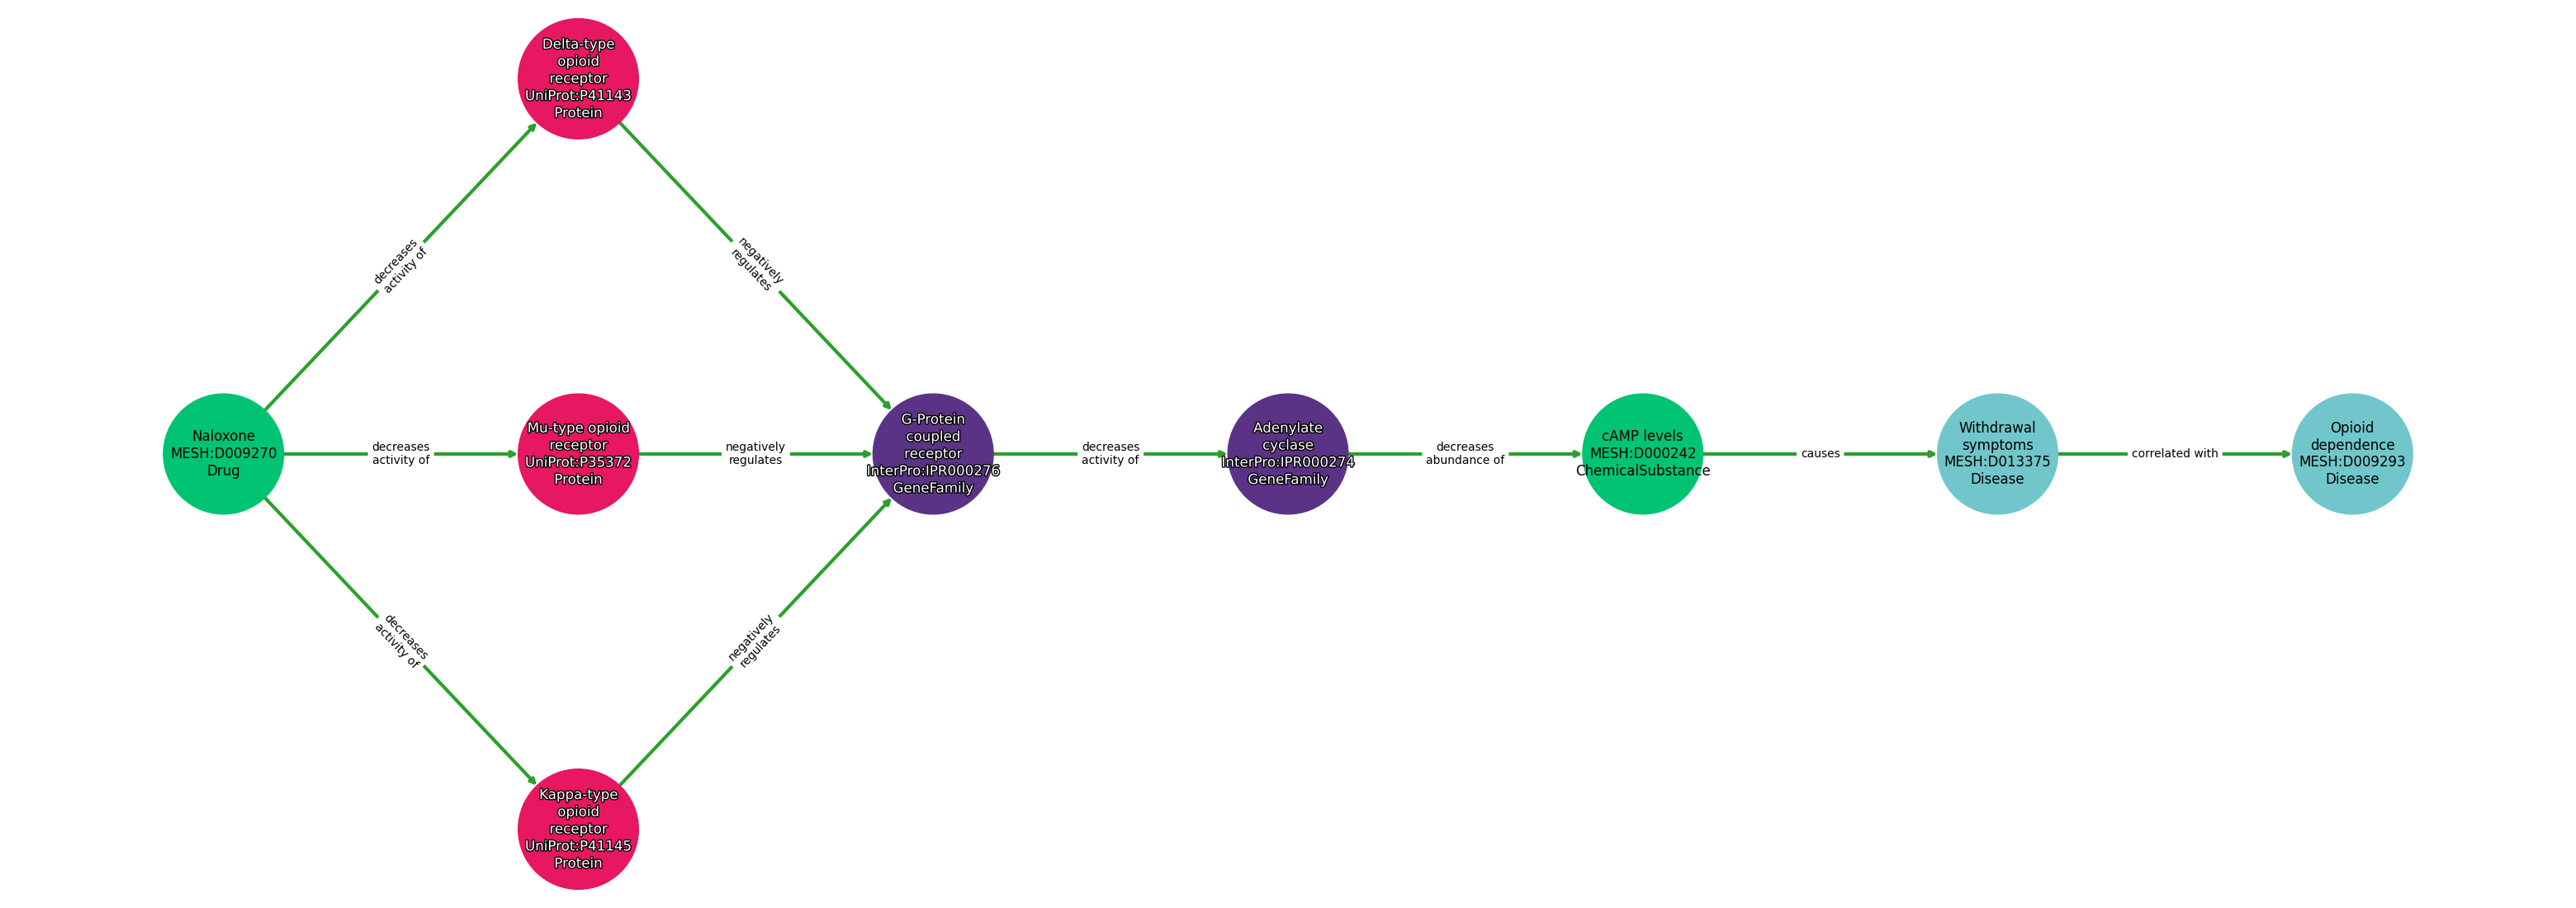 Delta-type
opioid
receptor
UniProt:P41143
Protein
decreases
activity of
negatively
regulates
Naloxone
MESH:D009270
Drug
decreases
activity of
Mu-type opioid
receptor
UniProt:P35372
Protein
negatively
regulates
G-Protein
coupled
receptor
InterPro:IPR000276
GeneFamily
decreases
activity of
Adenylate
cyclase
InterPro:IPR000274
GeneFamily
decreases
abundance of
cAMP levels
MESH:D000242
ChemicalSubstance
causes
Withdrawal
symptoms
MESH:D013375
Disease
correlated with
Opioid
dependence
MESH:D009293
Disease
decreases
activity of
negatively
regulates
Kappa-type
opioid
receptor
UniProt:P41145
Protein